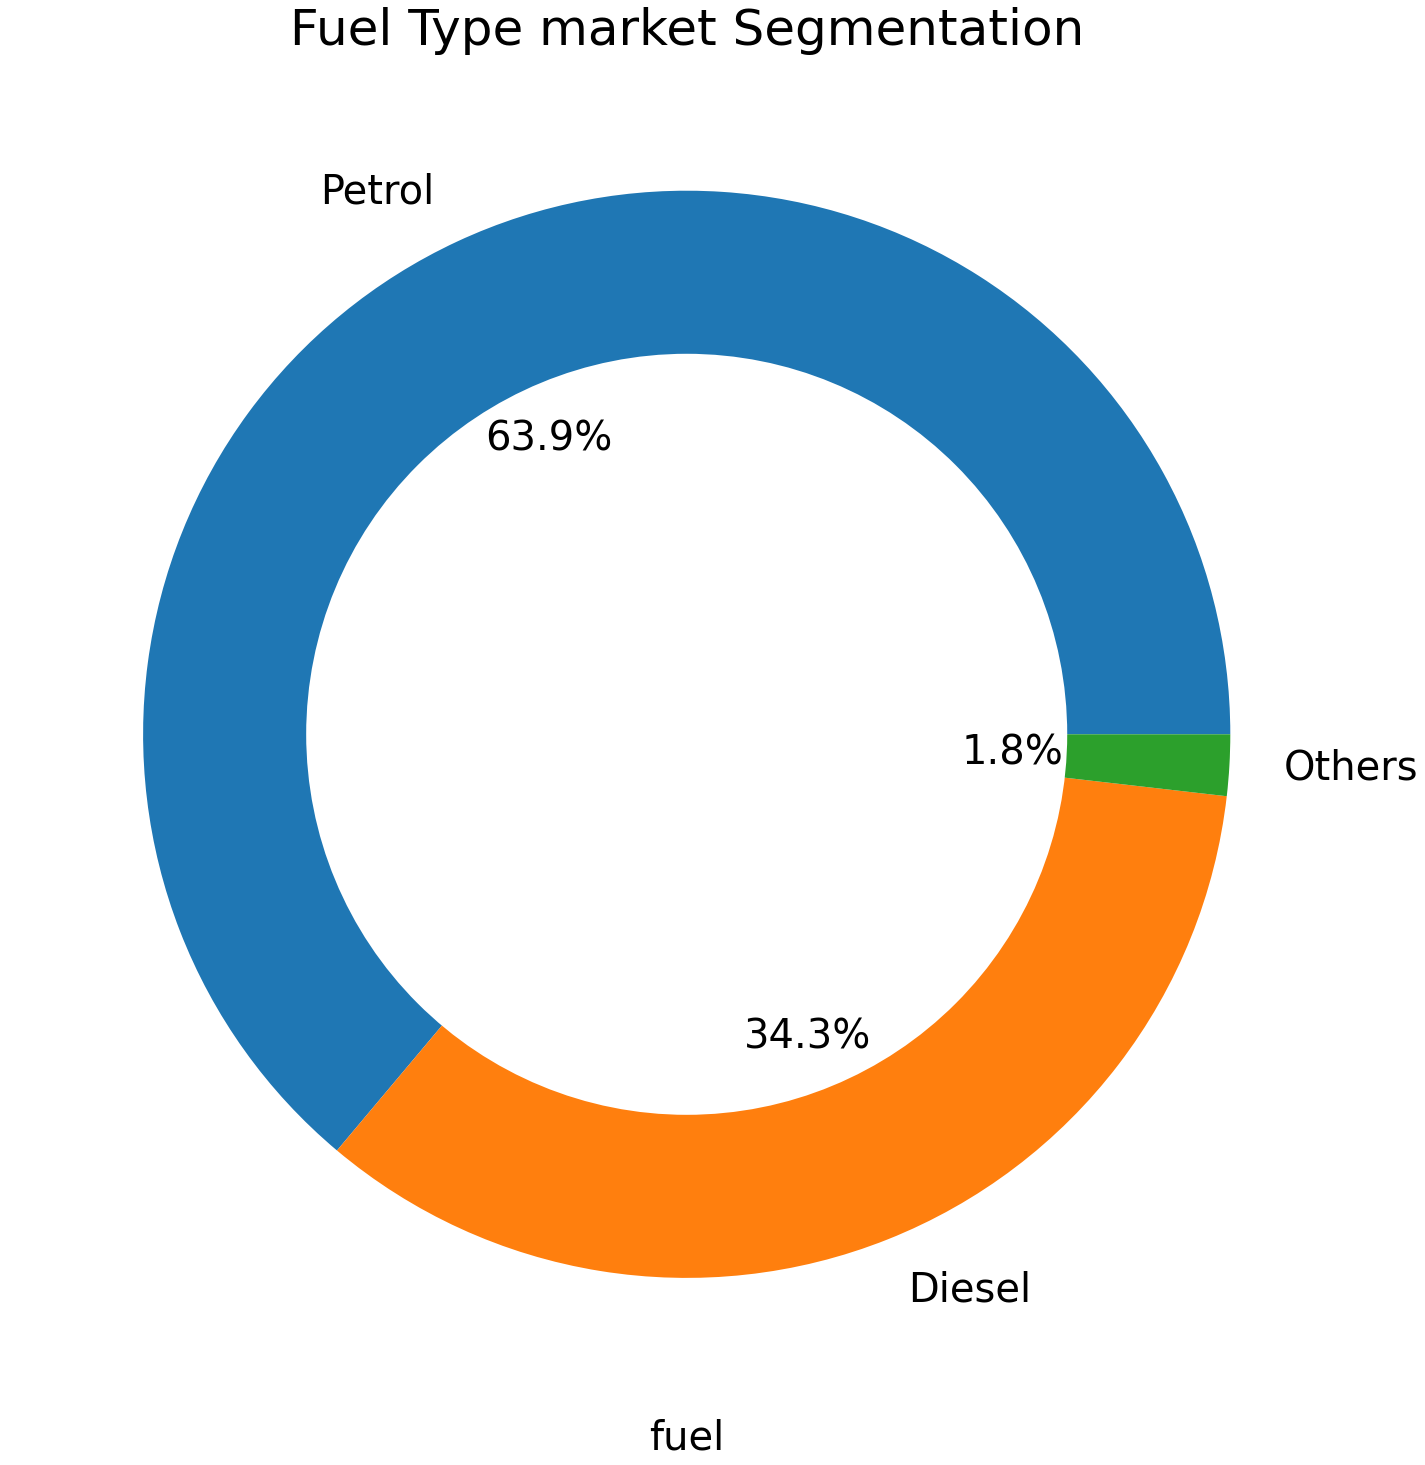 Fuel Type market Segmentation
Petrol
63.9%
1.8%
Others
34.3%
Diesel
fuel